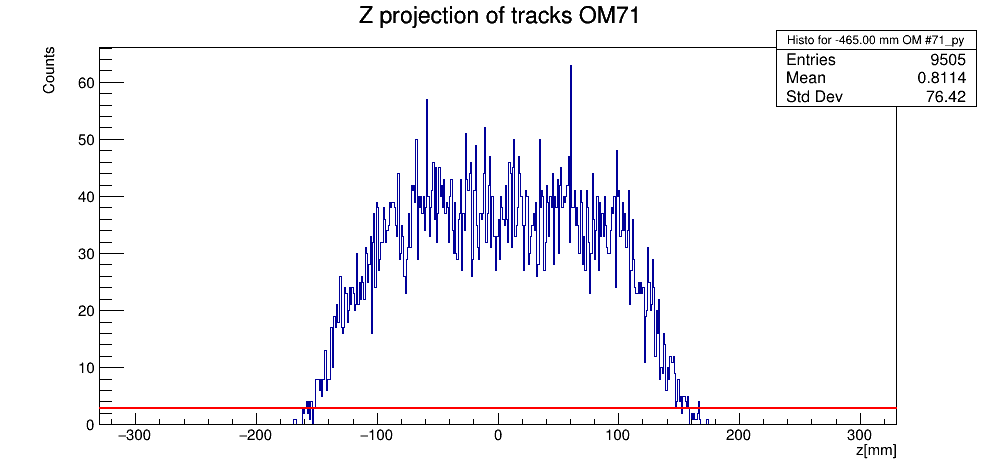 Z projection of tracks OM71
Histo for -465.00 mm OM #71_py
Entries 9505
Mean 0.8114
Std Dev 76.42
Counts
60
50
40
30
20
10
0
−300 −200 −100 0 100 200 300
z[mm]